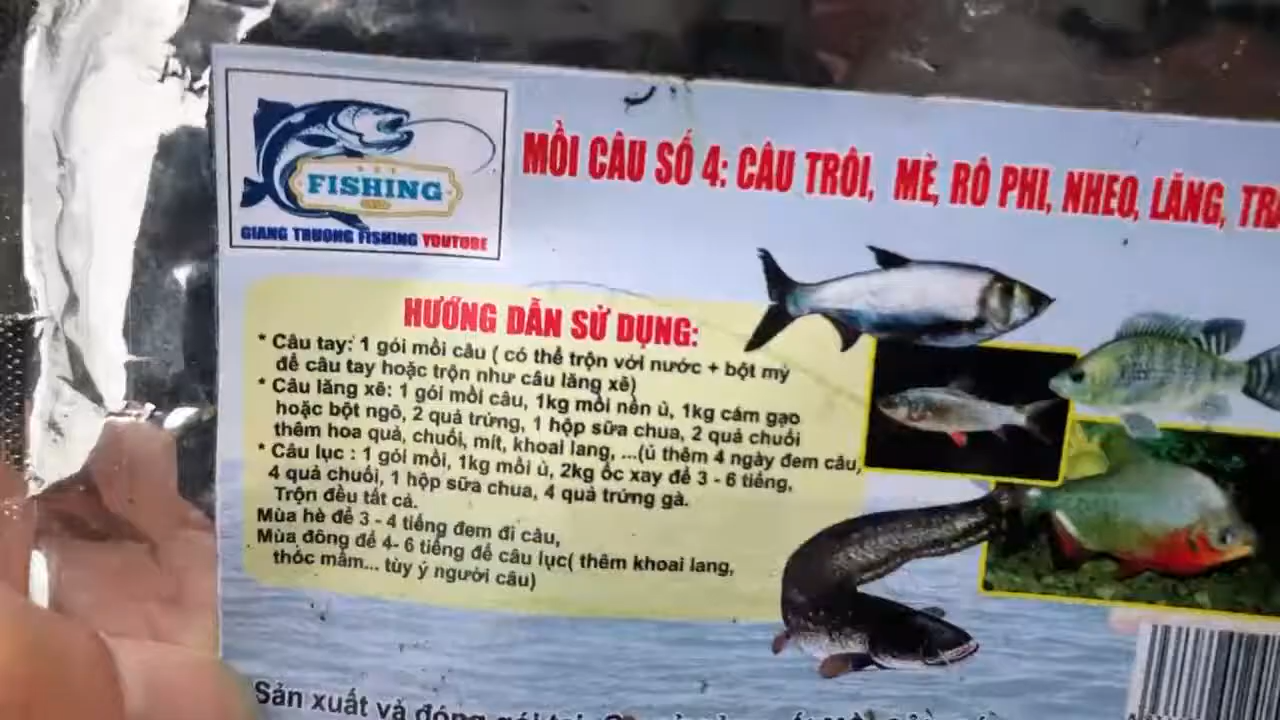 FISHING
GIANG TRUONG FISHING YOUTUBE
MỒI CÂU SỐ 4: CÂU TRÔI, MÈ, RÔ PHI, NHEO, LĂNG,
HƯỚNG DẪN SỬ DỤNG:
* Câu tay: 1 gói mồi câu ( có thể trộn với nước + bột mỳ
để câu tay hoặc trộn như câu lăng xê)
* Câu lăng xê: 1 gói mồi câu, 1kg mồi nền ủ, 1kg cám gạo
hoặc bột ngô, 2 quả trứng, 1 hộp sữa chua, 2 quả chuối
thêm hoa quả, chuối, mít, khoai lang, ...(ủ thêm 4 ngày đem câu,
* Câu lục : 1 gói mồi, 1kg mồi ủ, 2kg ốc xay để 3 - 6 tiếng,
4 quả chuối, 1 hộp sữa chua, 4 quả trứng gà.
Trộn đều tất cả.
Mùa hè để 3 - 4 tiếng đem đi câu,
Mùa đông để 4- 6 tiếng để câu lục( thêm khoai lang,
thóc mầm... tùy ý người câu)
Sản xuất và đóng gói tại